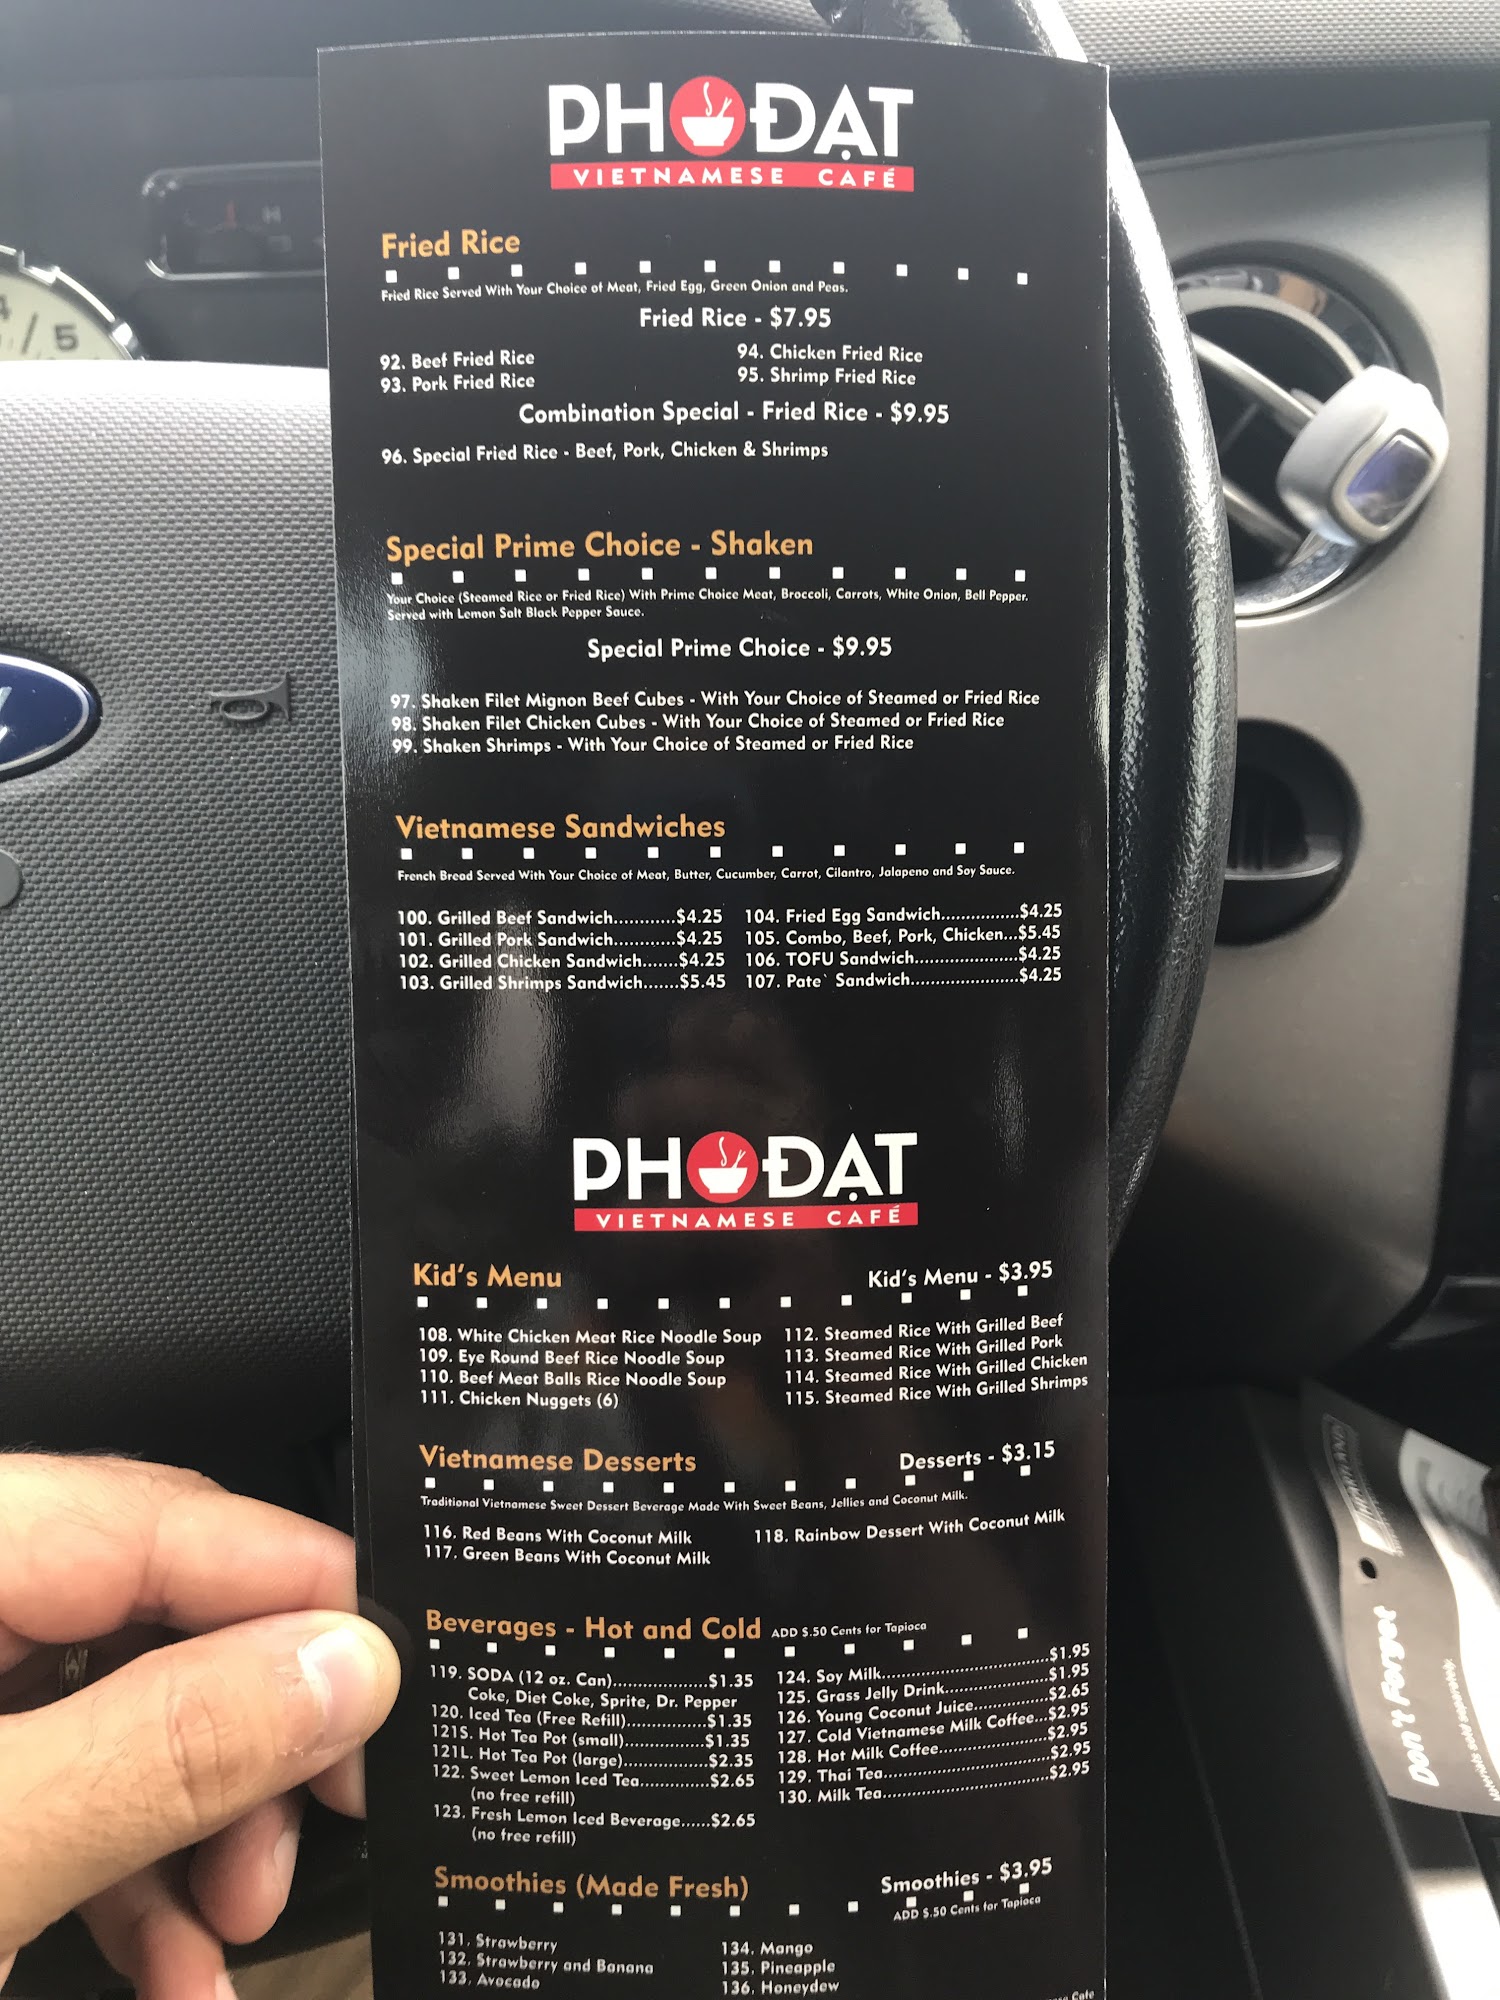 PHO ĐẠT
VIETNAMESE CAFÉ
Fried Rice
Fried Rice Served With Your Choice of Meat, Fried Egg, Green Onion and Peas.
Fried Rice - $7.95
92. Beef Fried Rice
93. Pork Fried Rice
94. Chicken Fried Rice
95. Shrimp Fried Rice
Combination Special - Fried Rice - $9.95
96. Special Fried Rice - Beef, Pork, Chicken & Shrimps
Special Prime Choice - Shaken
Your Choice (Steamed Rice or Fried Rice) With Prime Choice Meat, Broccoli, Carrots, White Onion, Bell Pepper.
Served with Lemon Salt Black Pepper Sauce.
Special Prime Choice - $9.95
97. Shaken Filet Mignon Beef Cubes - With Your Choice of Steamed or Fried Rice
98. Shaken Filet Chicken Cubes - With Your Choice of Steamed or Fried Rice
99. Shaken Shrimps - With Your Choice of Steamed or Fried Rice
Vietnamese Sandwiches
French Bread Served With Your Choice of Meat, Butter, Cucumber, Carrot, Cilantro, Jalapeno and Soy Sauce.
100. Grilled Beef Sandwich............$4.25
101. Grilled Pork Sandwich............$4.25
102. Grilled Chicken Sandwich.......$4.25
103. Grilled Shrimps Sandwich.......$5.45
104. Fried Egg Sandwich................$4.25
105. Combo, Beef, Pork, Chicken...$5.45
106. TOFU Sandwich.....................$4.25
107. Pate` Sandwich......................$4.25
PHO ĐẠT
VIETNAMESE CAFÉ
Kid's Menu
Kid's Menu - $3.95
108. White Chicken Meat Rice Noodle Soup
109. Eye Round Beef Rice Noodle Soup
110. Beef Meat Balls Rice Noodle Soup
111. Chicken Nuggets (6)
112. Steamed Rice With Grilled Beef
113. Steamed Rice With Grilled Pork
114. Steamed Rice With Grilled Chicken
115. Steamed Rice With Grilled Shrimps
Vietnamese Desserts
Desserts - $3.15
Traditional Vietnamese Sweet Dessert Beverage Made With Sweet Beans, Jellies and Coconut Milk.
116. Red Beans With Coconut Milk
117. Green Beans With Coconut Milk
118. Rainbow Dessert With Coconut Milk
Beverages - Hot and Cold ADD $.50 Cents for Tapioca
119. SODA (12 oz. Can)..................$1.35
Coke, Diet Coke, Sprite, Dr. Pepper
120. Iced Tea (Free Refill)...............$1.35
121S. Hot Tea Pot (small)...............$1.35
121L. Hot Tea Pot (large)................$2.35
122. Sweet Lemon Iced Tea.............$2.65
(no free refill)
123. Fresh Lemon Iced Beverage......$2.65
(no free refill)
124. Soy Milk..................................$1.95
125. Grass Jelly Drink.....................$1.95
126. Young Coconut Juice...............$2.65
127. Cold Vietnamese Milk Coffee...$2.95
128. Hot Milk Coffee......................$2.95
129. Thai Tea..................................$2.95
130. Milk Tea..................................$2.95
Smoothies (Made Fresh)
Smoothies - $3.95
ADD $.50 Cents for Tapioca
131. Strawberry
132. Strawberry and Banana
133. Avocado
134. Mango
135. Pineapple
136. Honeydew
Cafe
H
5
Don't Forget
sold separately.